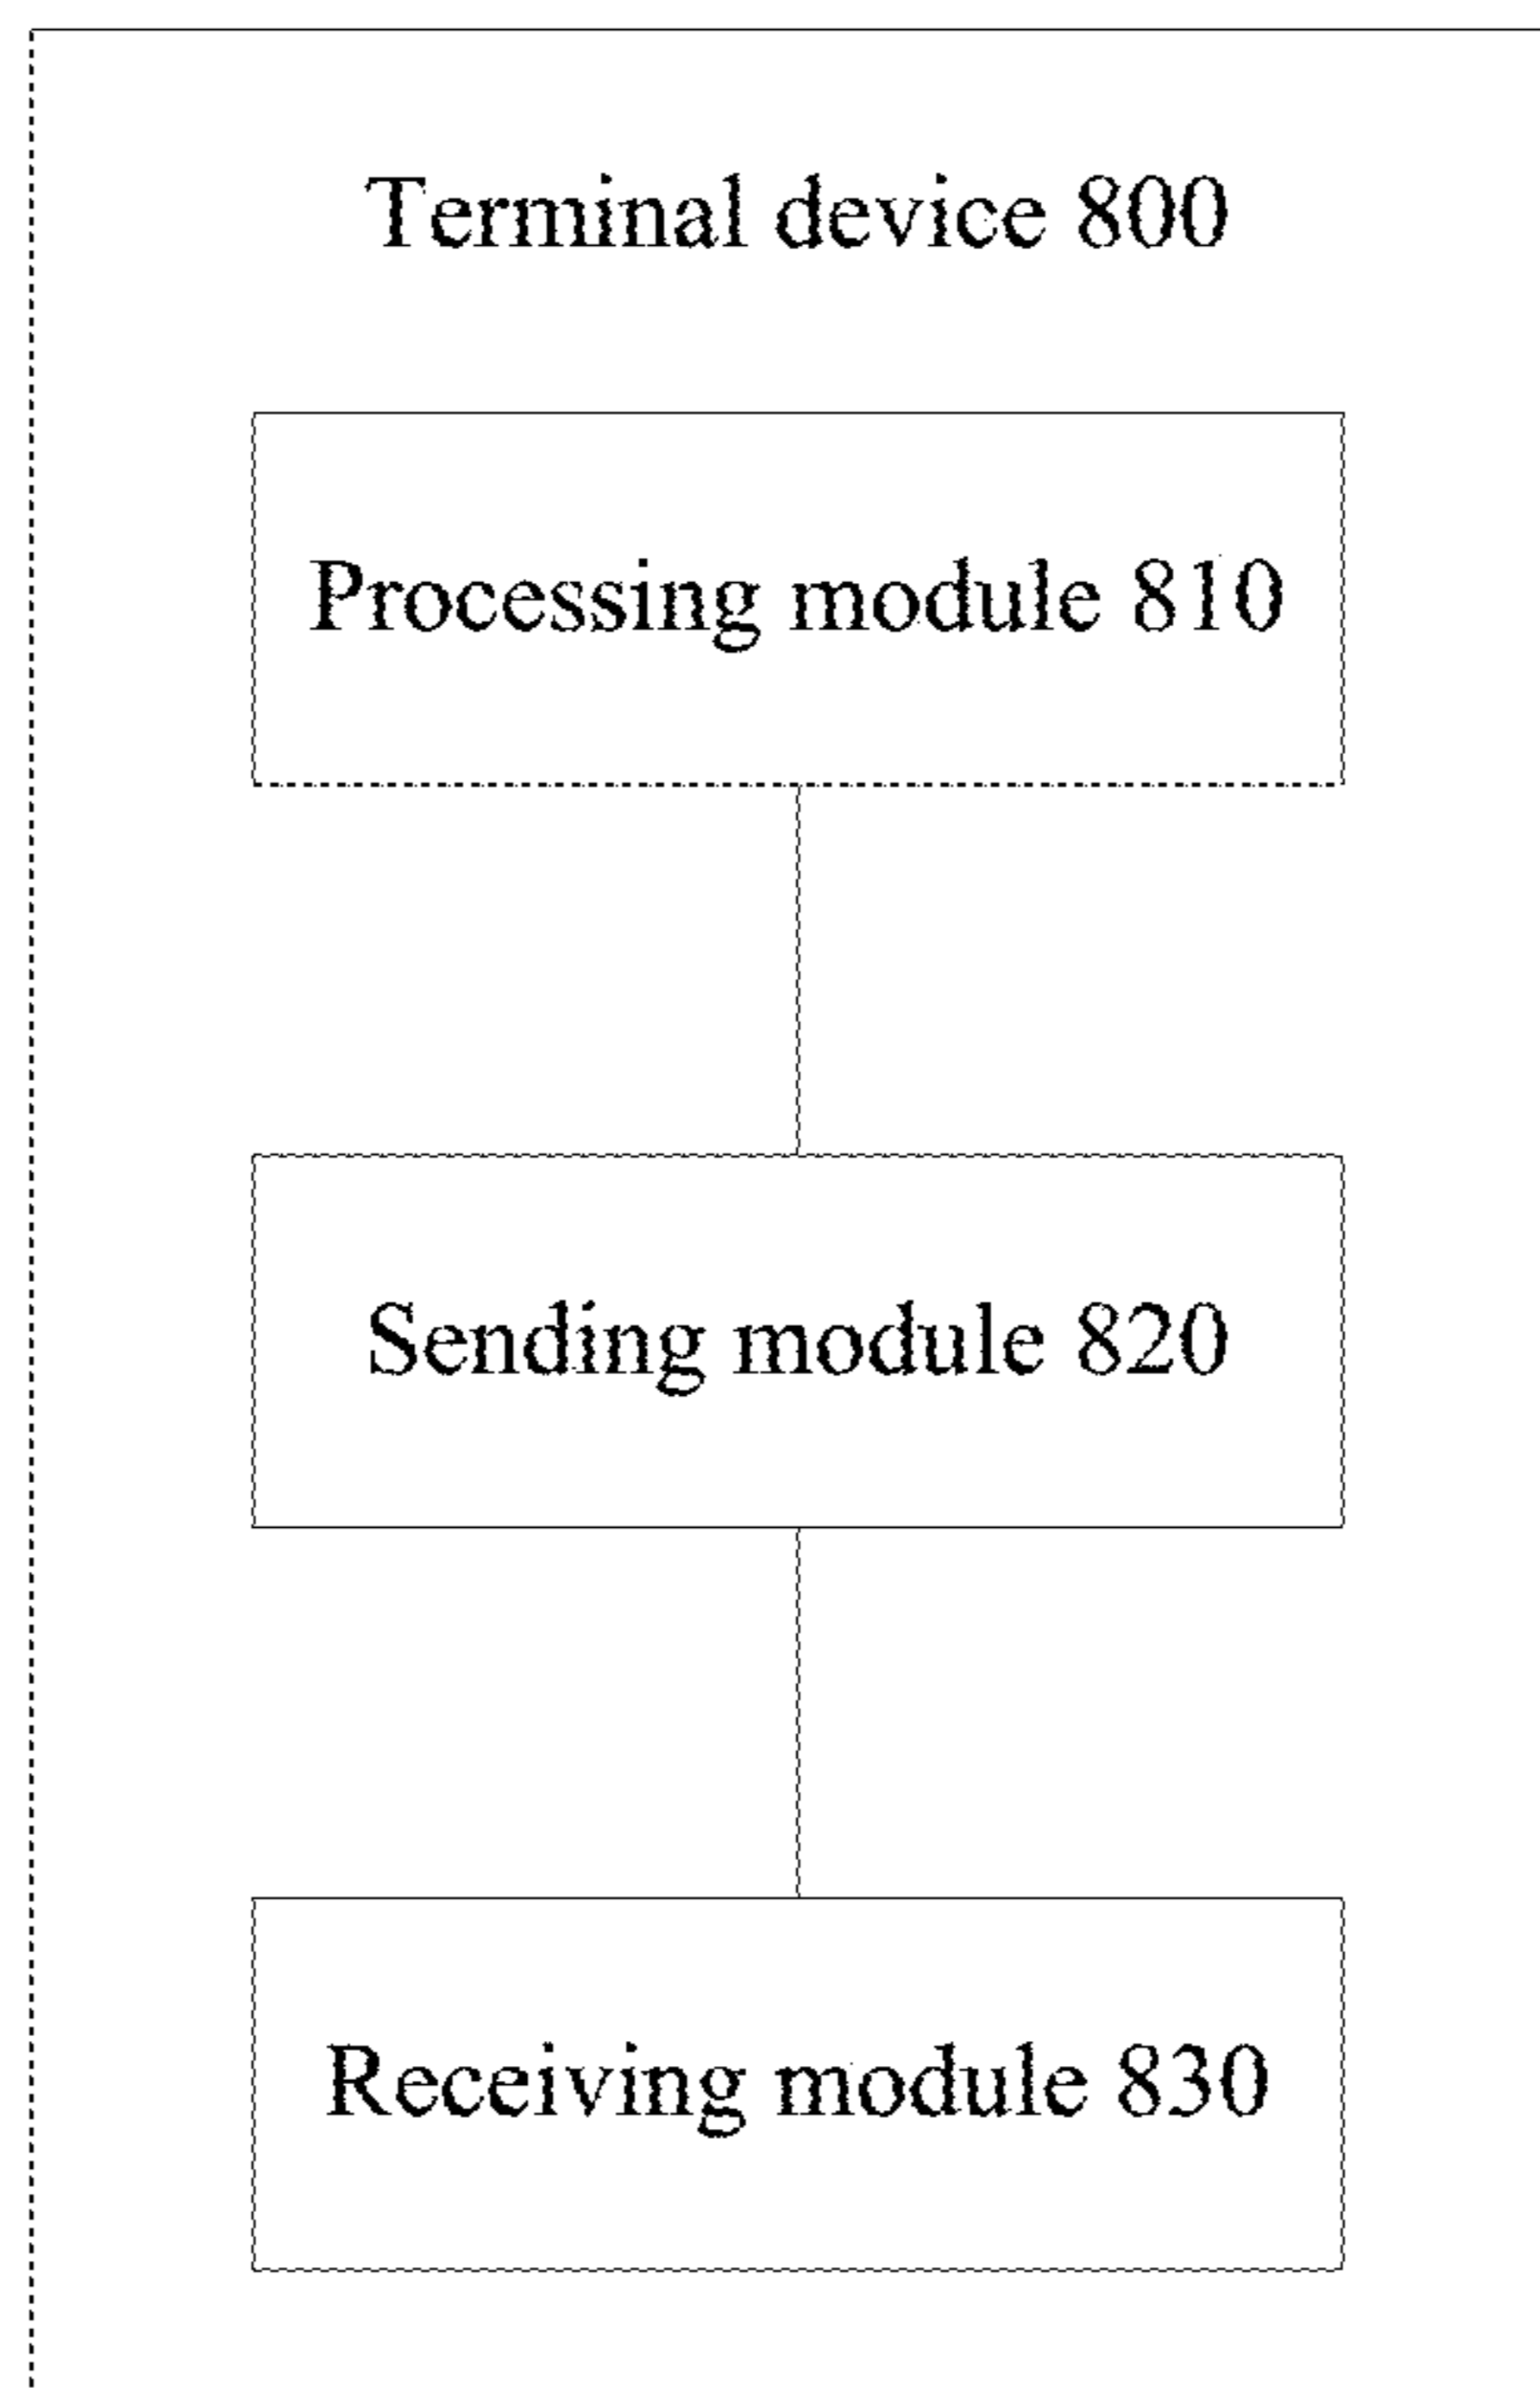 Terminal device 800
Processing module 810
Sending module 820
Receiving module 830